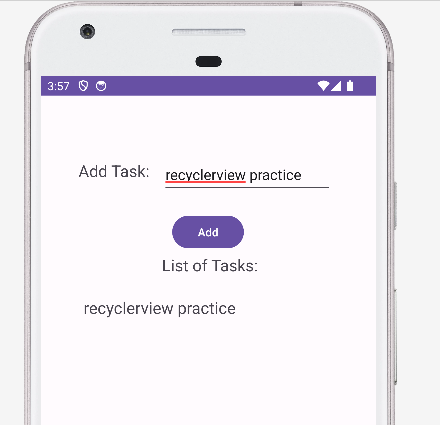 3:57
Add Task: recyclerview practice
Add
List of Tasks:
recyclerview practice